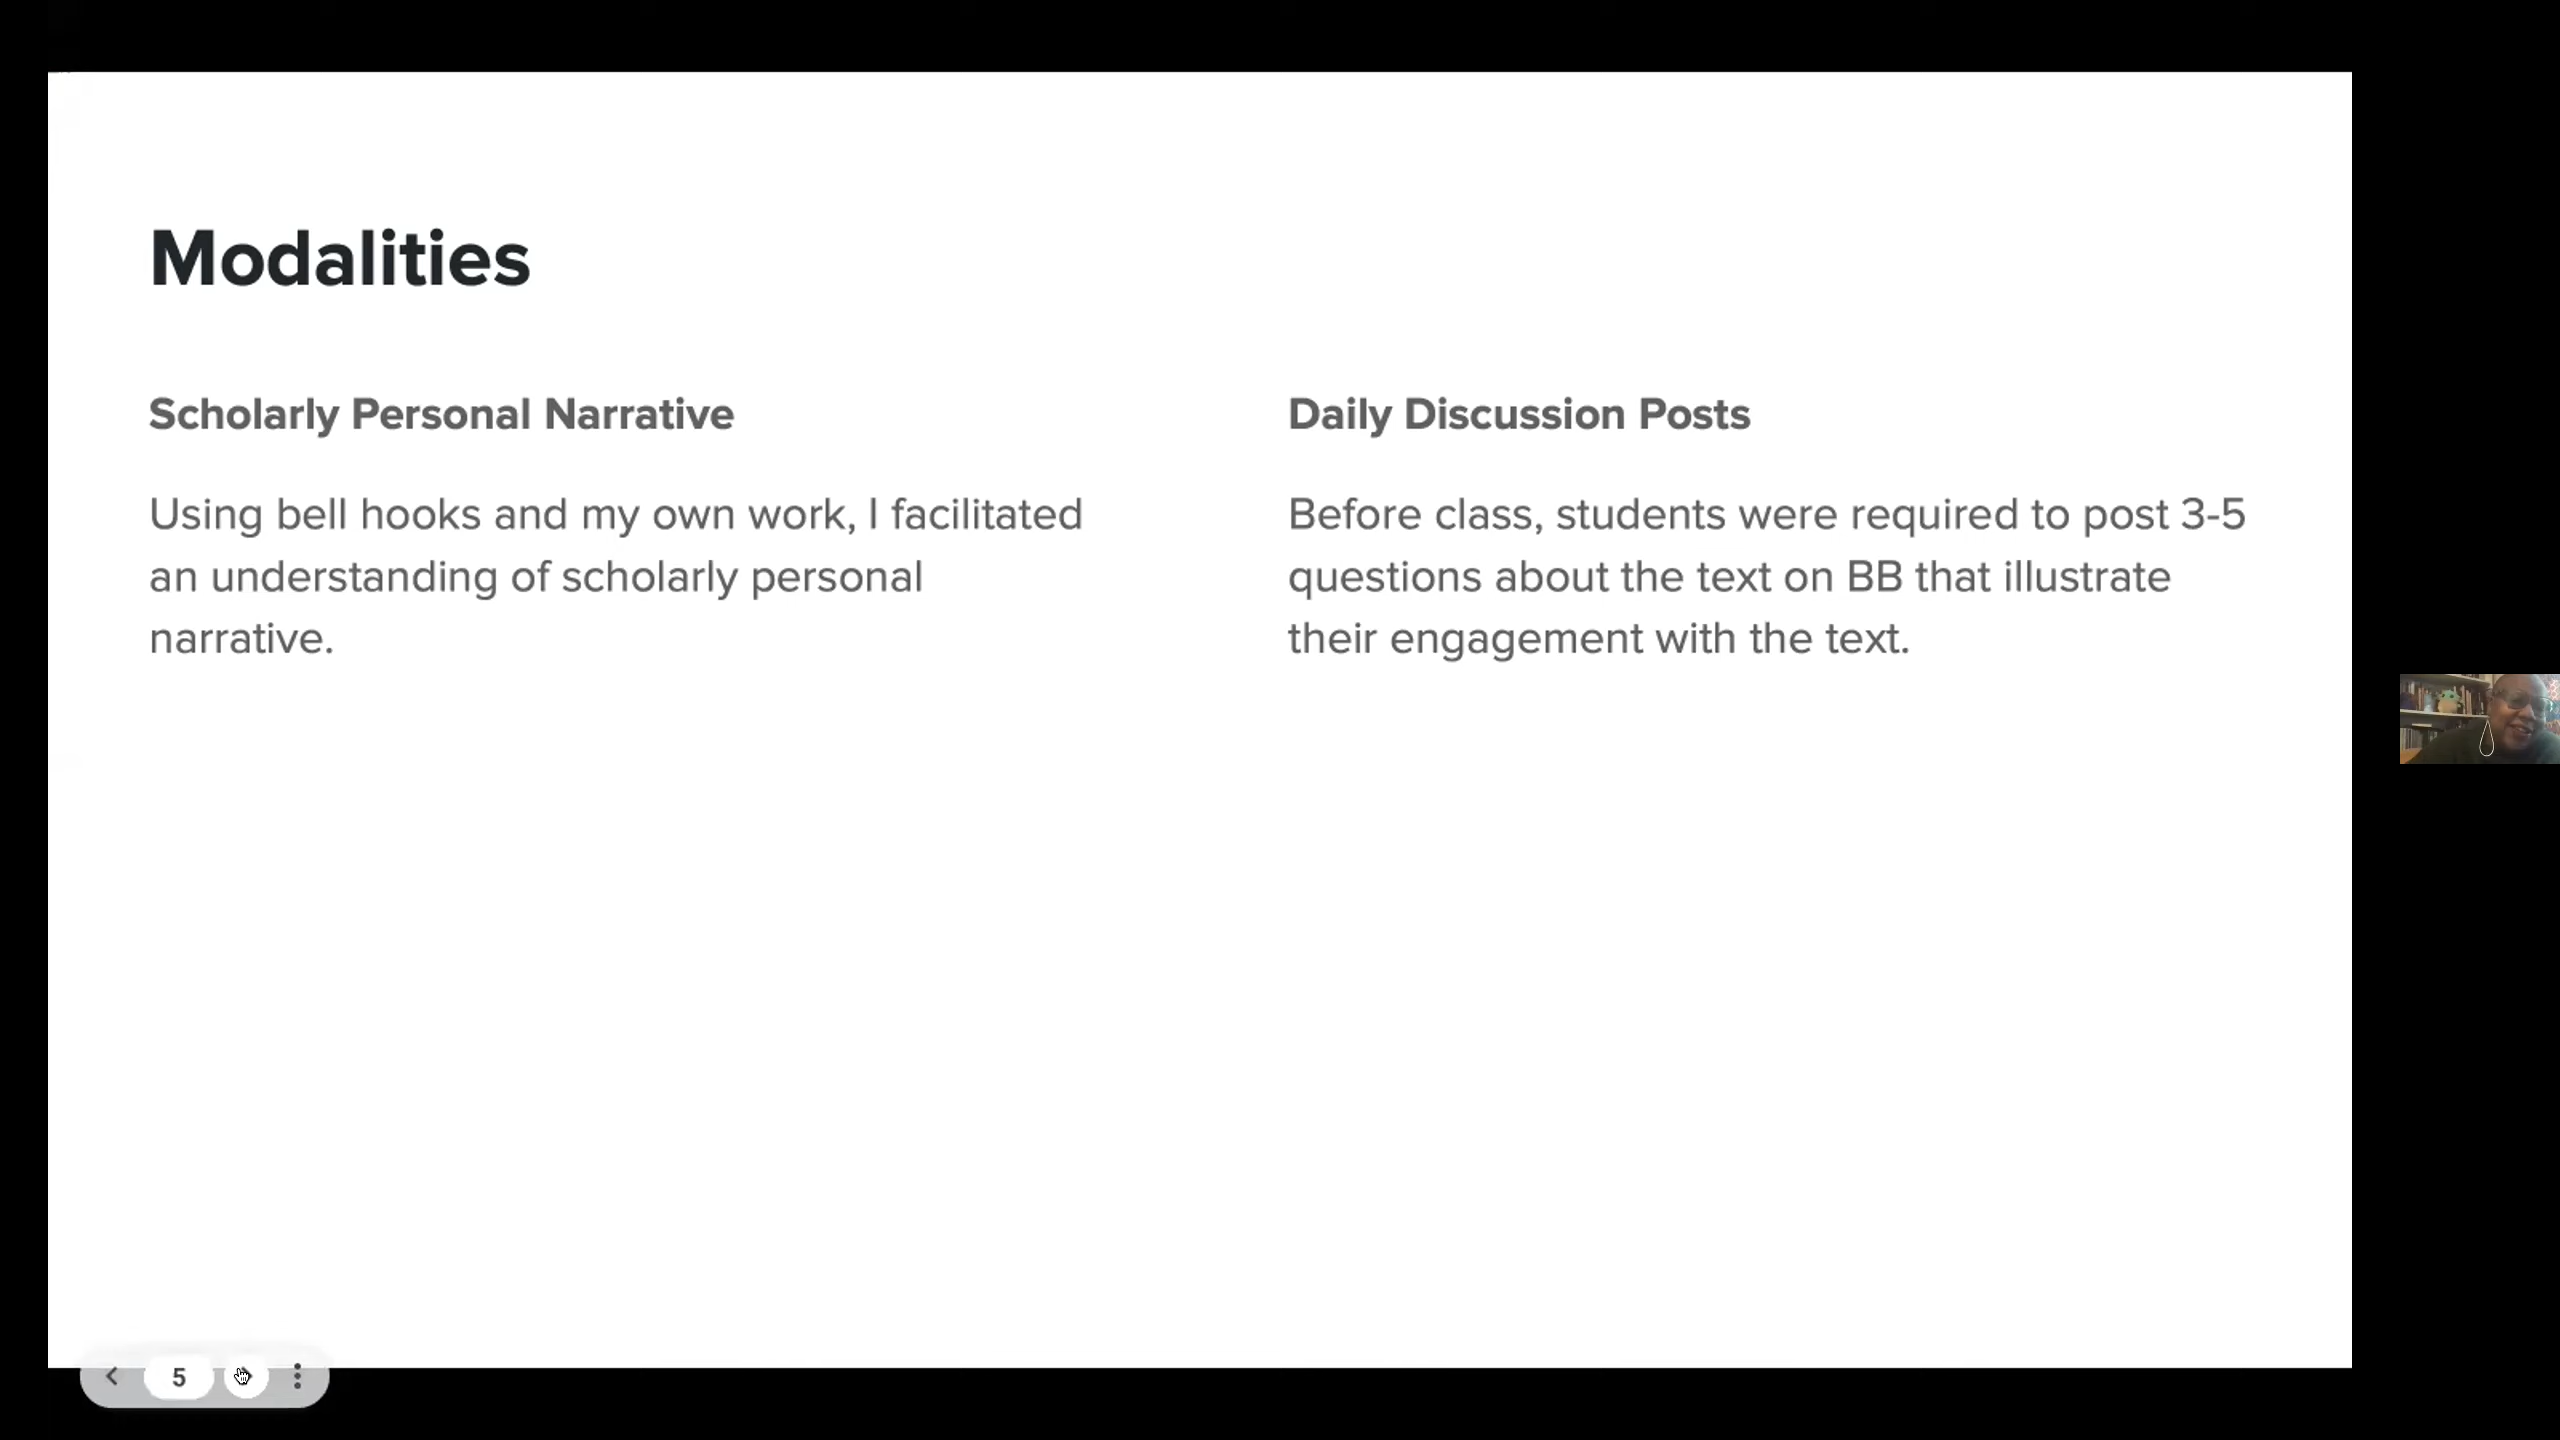 Modalities
Scholarly Personal Narrative
Using bell hooks and my own work, I facilitated
an understanding of scholarly personal
narrative.
Daily Discussion Posts
Before class, students were required to post 3-5
questions about the text on BB that illustrate
their engagement with the text.
5